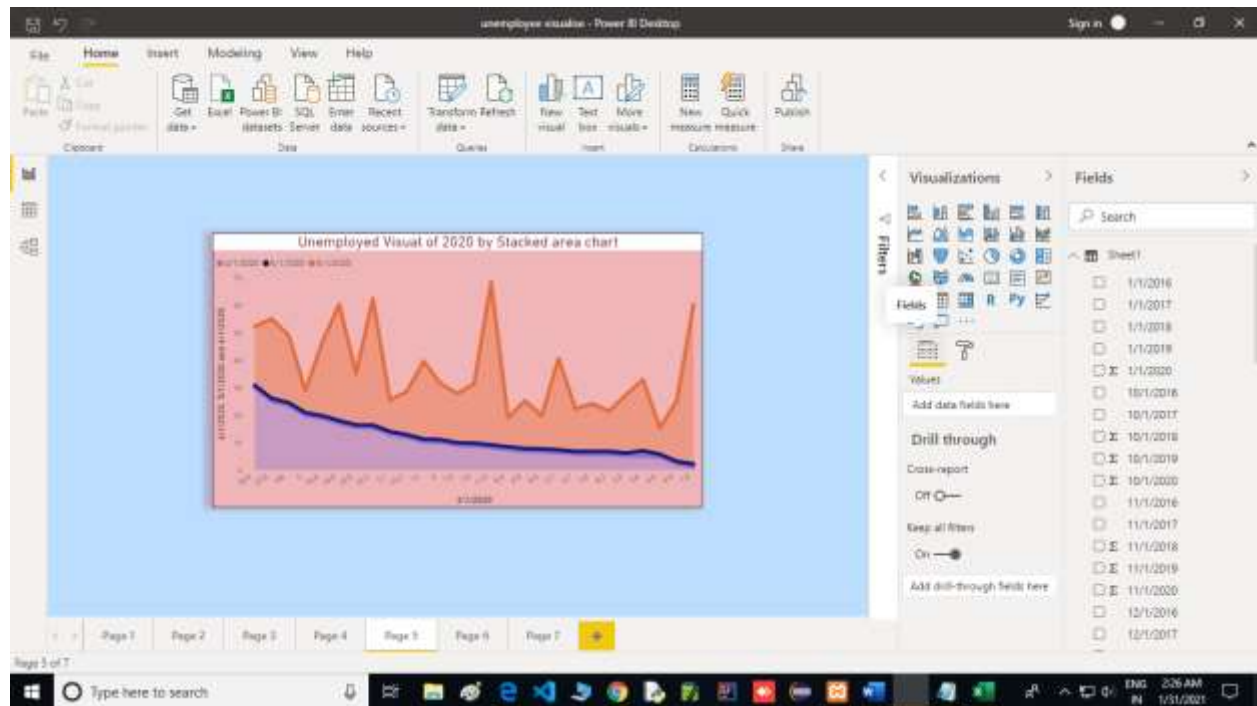 unemployee visualise - Power BI Desktop
Sign in
File Home Insert Modeling View Help
Paste
Cut
Copy
Format painter
Get data
Excel
Power BI datasets
SQL Server
Enter data
Recent sources
Transform data
Refresh
New visual
Text box
More visuals
New measure
Quick measure
Publish
Clipboard
Data
Queries
Insert
Calculations
Share
Unemployed Visual of 2020 by Stacked area chart
Filters
Visualizations
R Py
Fields
Values
Add data fields here
Drill through
Cross-report
Off
Keep all filters
On
Add drill-through fields here
Fields
Search
Sheet1
1/1/2016
1/1/2017
1/1/2018
1/1/2019
Σ 1/1/2020
10/1/2016
10/1/2017
Σ 10/1/2018
Σ 10/1/2019
Σ 10/1/2020
11/1/2016
11/1/2017
Σ 11/1/2018
Σ 11/1/2019
Σ 11/1/2020
12/1/2016
12/1/2017
Page 1 Page 2 Page 3 Page 4 Page 5 Page 6 Page 7
Page 5 of 7
Type here to search
ENG 2:26 AM
IN 1/31/2021